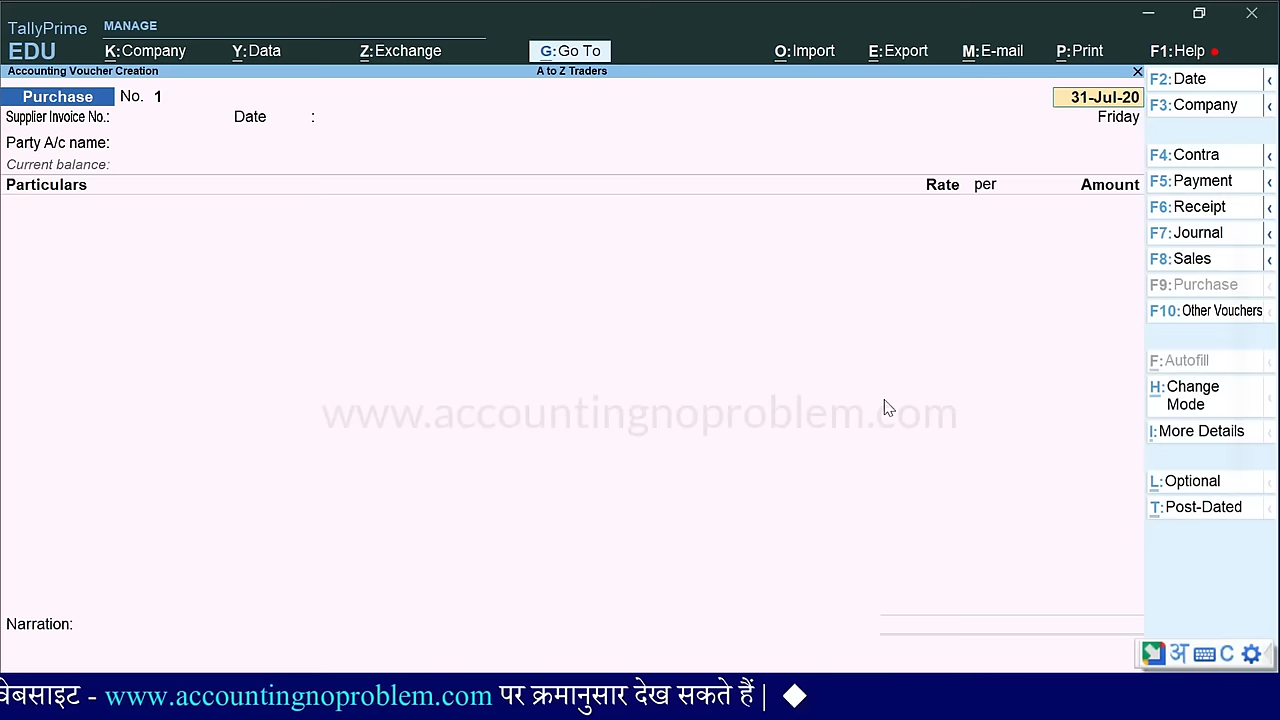 TallyPrime MANAGE
EDU K:Company Y:Data Z:Exchange G:Go To O:Import E:Export M:E-mail P:Print F1:Help
Accounting Voucher Creation A to Z Traders
Purchase No. 1 31-Jul-20
Supplier Invoice No.: Date : Friday
Party A/c name:
Current balance:
Particulars Rate per Amount
www.accountingnoproblem.com
Narration:
F2:Date
F3:Company
F4:Contra
F5:Payment
F6:Receipt
F7:Journal
F8:Sales
F9:Purchase
F10:Other Vouchers
F:Autofill
H:Change
Mode
I:More Details
L:Optional
T:Post-Dated
अ C
वेबसाइट - www.accountingnoproblem.com पर क्रमानुसार देख सकते हैं |